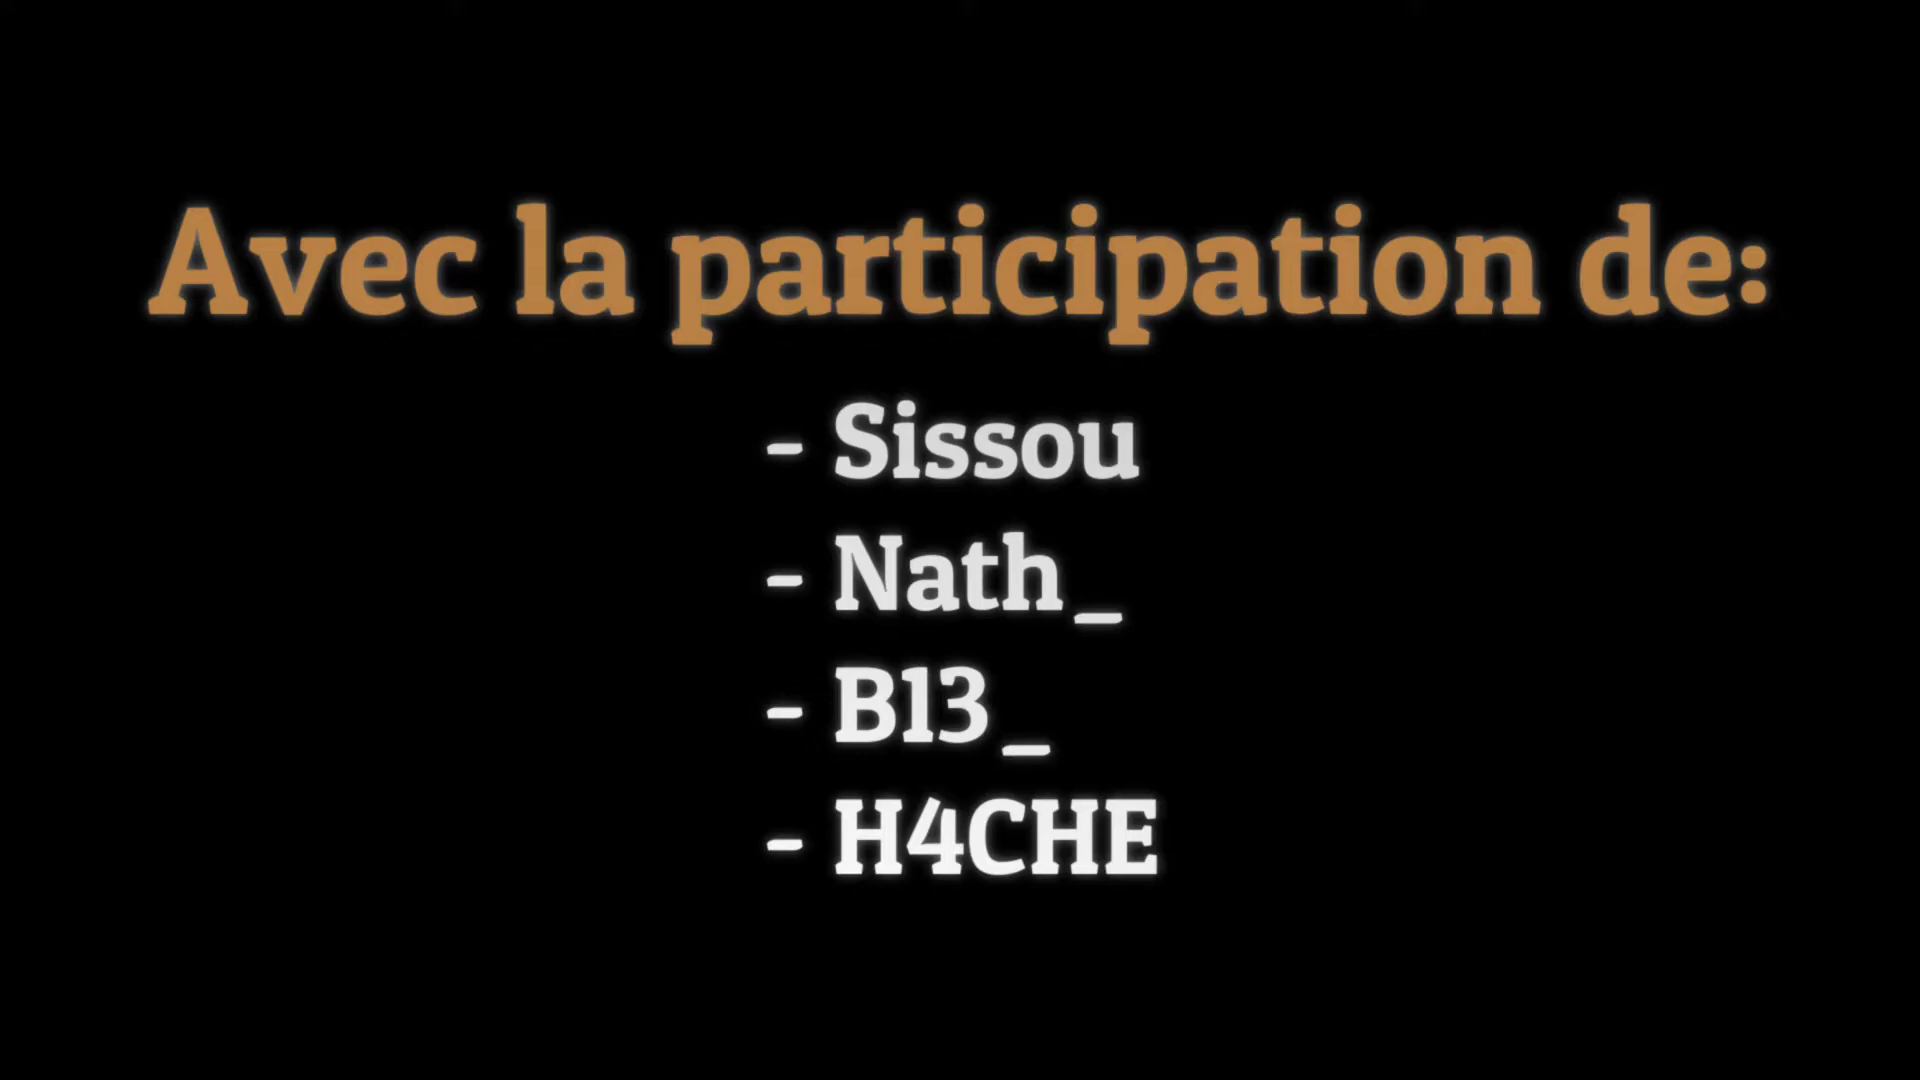 Avec la participation de:
- Sissou
- Nath_
- B13_
- H4CHE